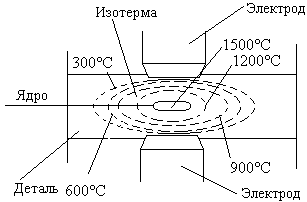 Электрод
Изотерма
1500°C
300°C
1200°C
Ядро
Деталь
600°C
900°C
Электрод